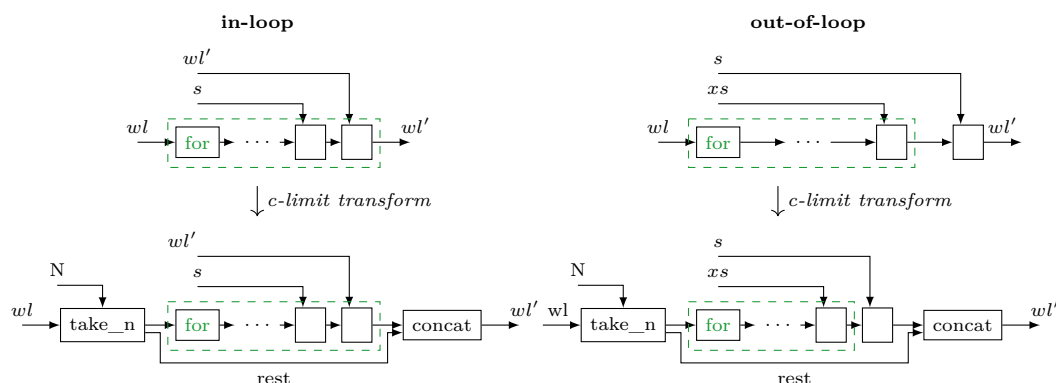 in-loop
wl′
s
wl
for
· · ·
wl′
c-limit transform
wl′
s
N
wl
take_n
for
· · ·
concat
wl′
rest
out-of-loop
s
xs
wl
for
· · ·
wl′
c-limit transform
s
xs
N
wl
take_n
for
· · ·
concat
wl′
rest